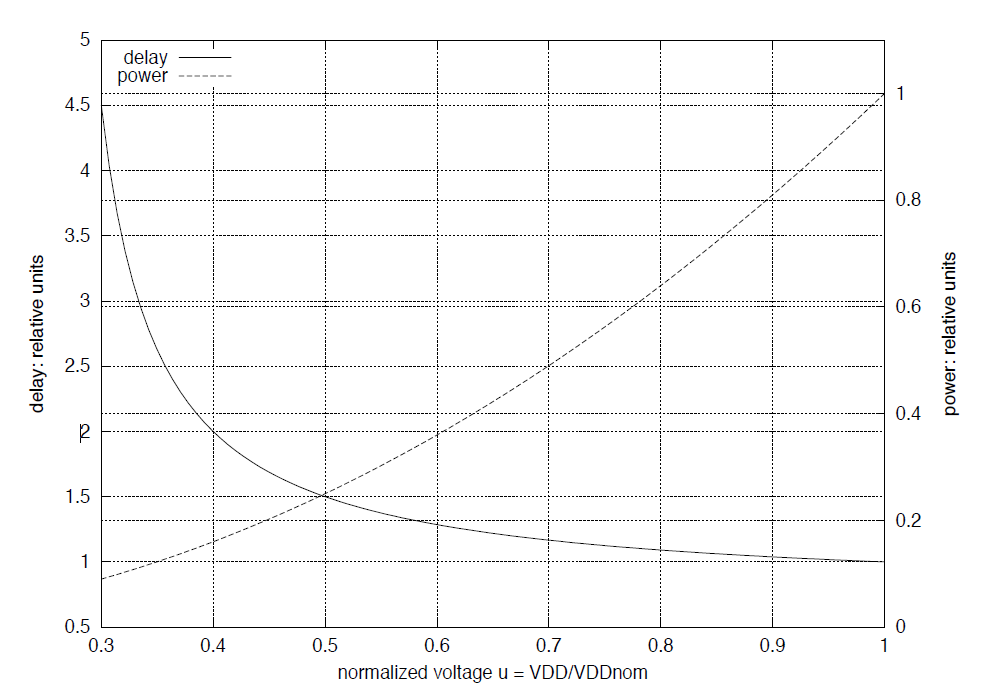 5
delay
power
4.5
1
4
0.8
3.5
3
0.6
2.5
0.4
2
1.5
0.2
1
0.5
0
0.3 0.4 0.5 0.6 0.7 0.8 0.9 1
normalized voltage u = VDD/VDDnom
delay: relative units
power: relative units